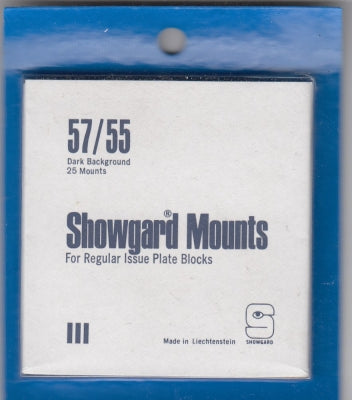 57/55
Dark Background
25 Mounts
Showgard® Mounts
For Regular Issue Plate Blocks
III
Made in Liechtenstein
S
SHOWGARD